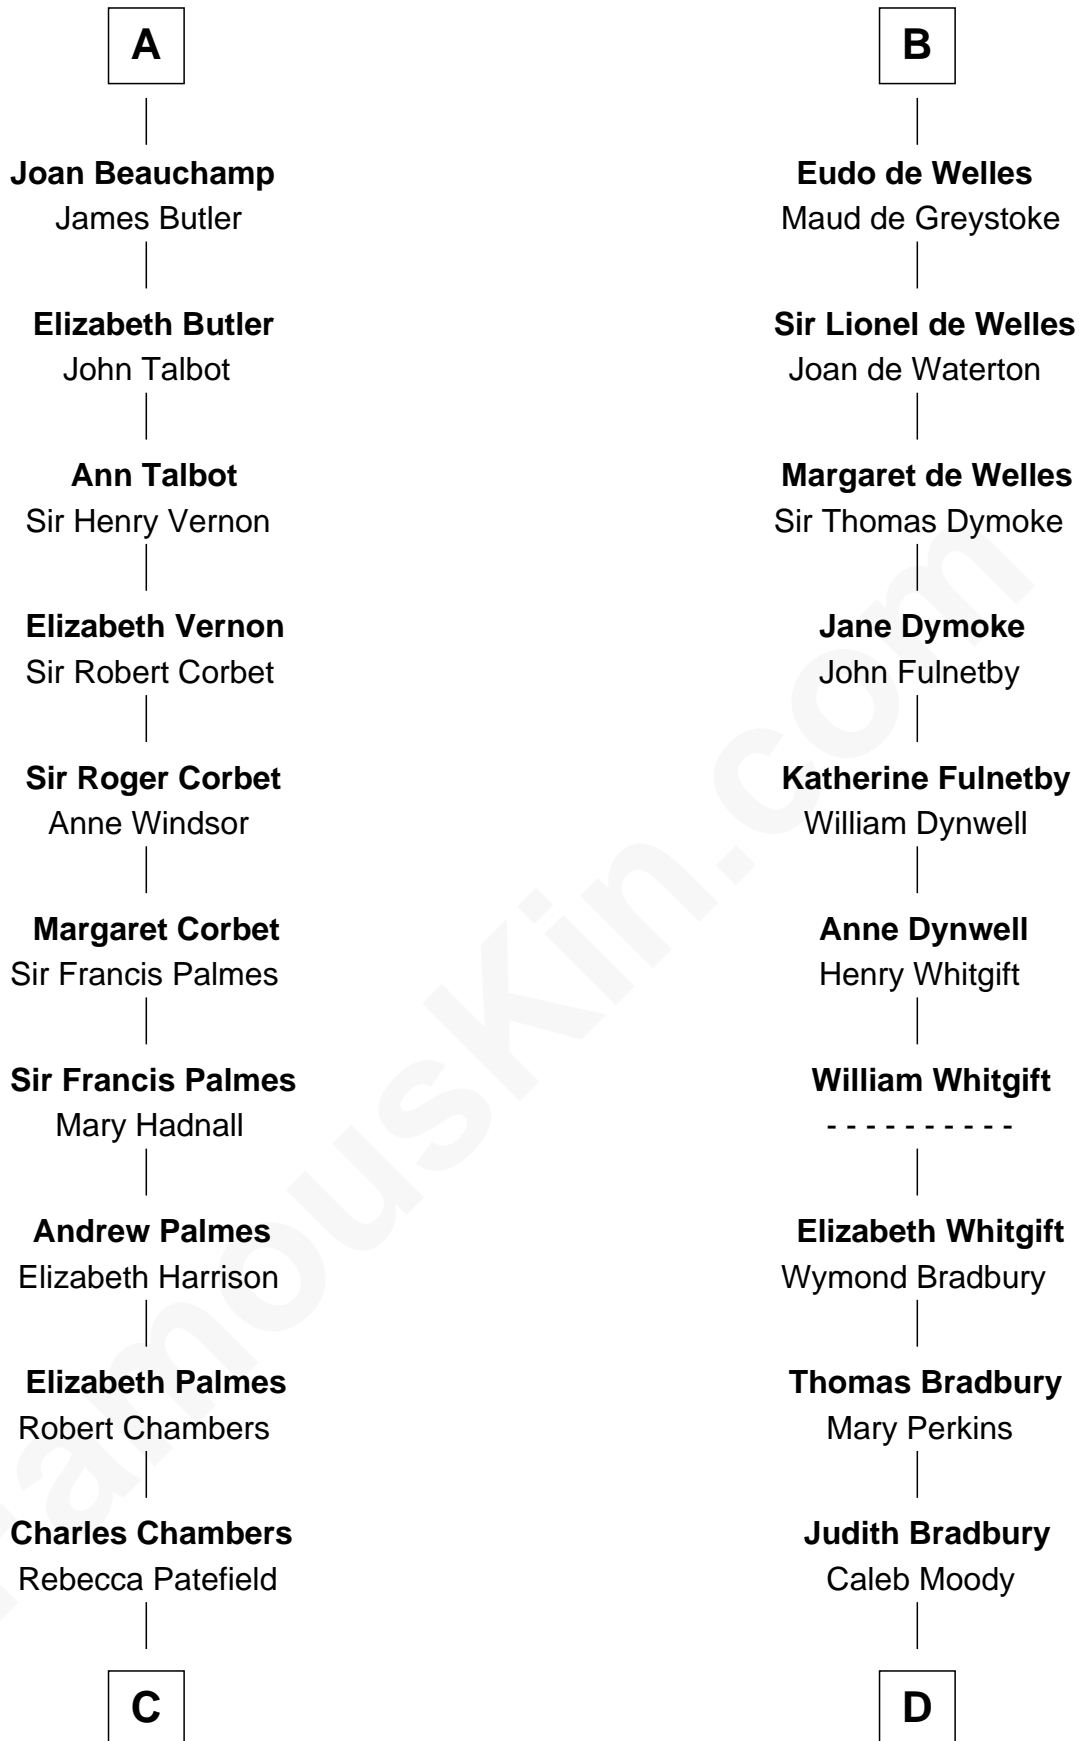 A
Joan Beauchamp
James Butler
Elizabeth Butler
John Talbot
Ann Talbot
Sir Henry Vernon
Elizabeth Vernon
Sir Robert Corbet
Sir Roger Corbet
Anne Windsor
Margaret Corbet
Sir Francis Palmes
Sir Francis Palmes
Mary Hadnall
Andrew Palmes
Elizabeth Harrison
Elizabeth Palmes
Robert Chambers
Charles Chambers
Rebecca Patefield
C
B
Eudo de Welles
Maud de Greystoke
Sir Lionel de Welles
Joan de Waterton
Margaret de Welles
Sir Thomas Dymoke
Jane Dymoke
John Fulnetby
Katherine Fulnetby
William Dynwell
Anne Dynwell
Henry Whitgift
William Whitgift
- - - - - - - - - -
Elizabeth Whitgift
Wymond Bradbury
Thomas Bradbury
Mary Perkins
Judith Bradbury
Caleb Moody
D
FamousKin.com